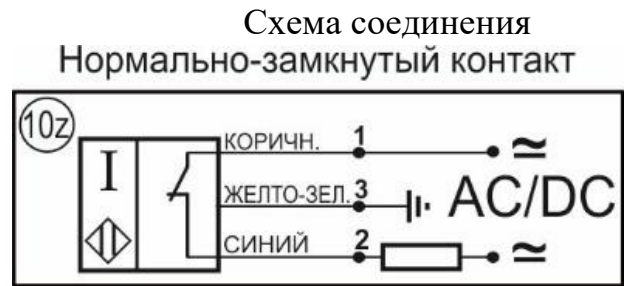 Схема соединения
Нормально-замкнутый контакт
10z
I
КОРИЧН. 1
ЖЕЛТО-ЗЕЛ. 3
AC/DC
СИНИЙ 2